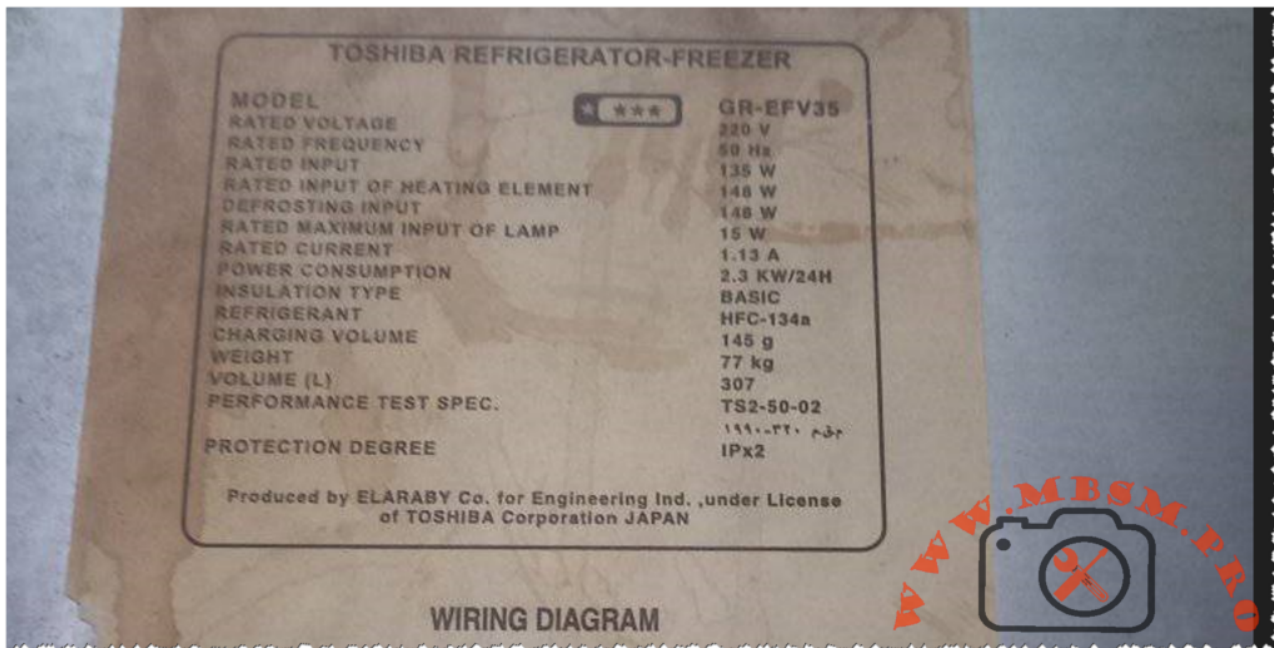 TOSHIBA REFRIGERATOR-FREEZER
MODEL GR-EFV35
RATED VOLTAGE 220 V
RATED FREQUENCY 50 Hz
RATED INPUT 135 W
RATED INPUT OF HEATING ELEMENT 148 W
DEFROSTING INPUT 148 W
RATED MAXIMUM INPUT OF LAMP 15 W
RATED CURRENT 1.13 A
POWER CONSUMPTION 2.3 KW/24H
INSULATION TYPE BASIC
REFRIGERANT HFC-134a
CHARGING VOLUME 145 g
WEIGHT 77 kg
VOLUME (L) 307
PERFORMANCE TEST SPEC. TS2-50-02
م.ق.م ٣٢٠-١٩٩٠
PROTECTION DEGREE IPx2
Produced by ELARABY Co. for Engineering Ind. ,under License
of TOSHIBA Corporation JAPAN
WIRING DIAGRAM
WWW.MBSM.PRO